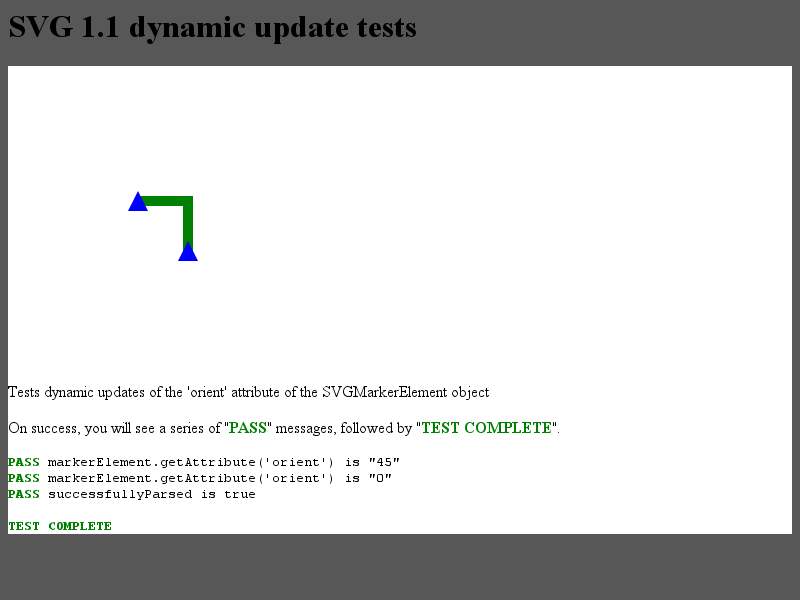 SVG 1.1 dynamic update tests
Tests dynamic updates of the 'orient' attribute of the SVGMarkerElement object
On success, you will see a series of "PASS" messages, followed by "TEST COMPLETE".
PASS markerElement.getAttribute('orient') is "45"
PASS markerElement.getAttribute('orient') is "0"
PASS successfullyParsed is true
TEST COMPLETE